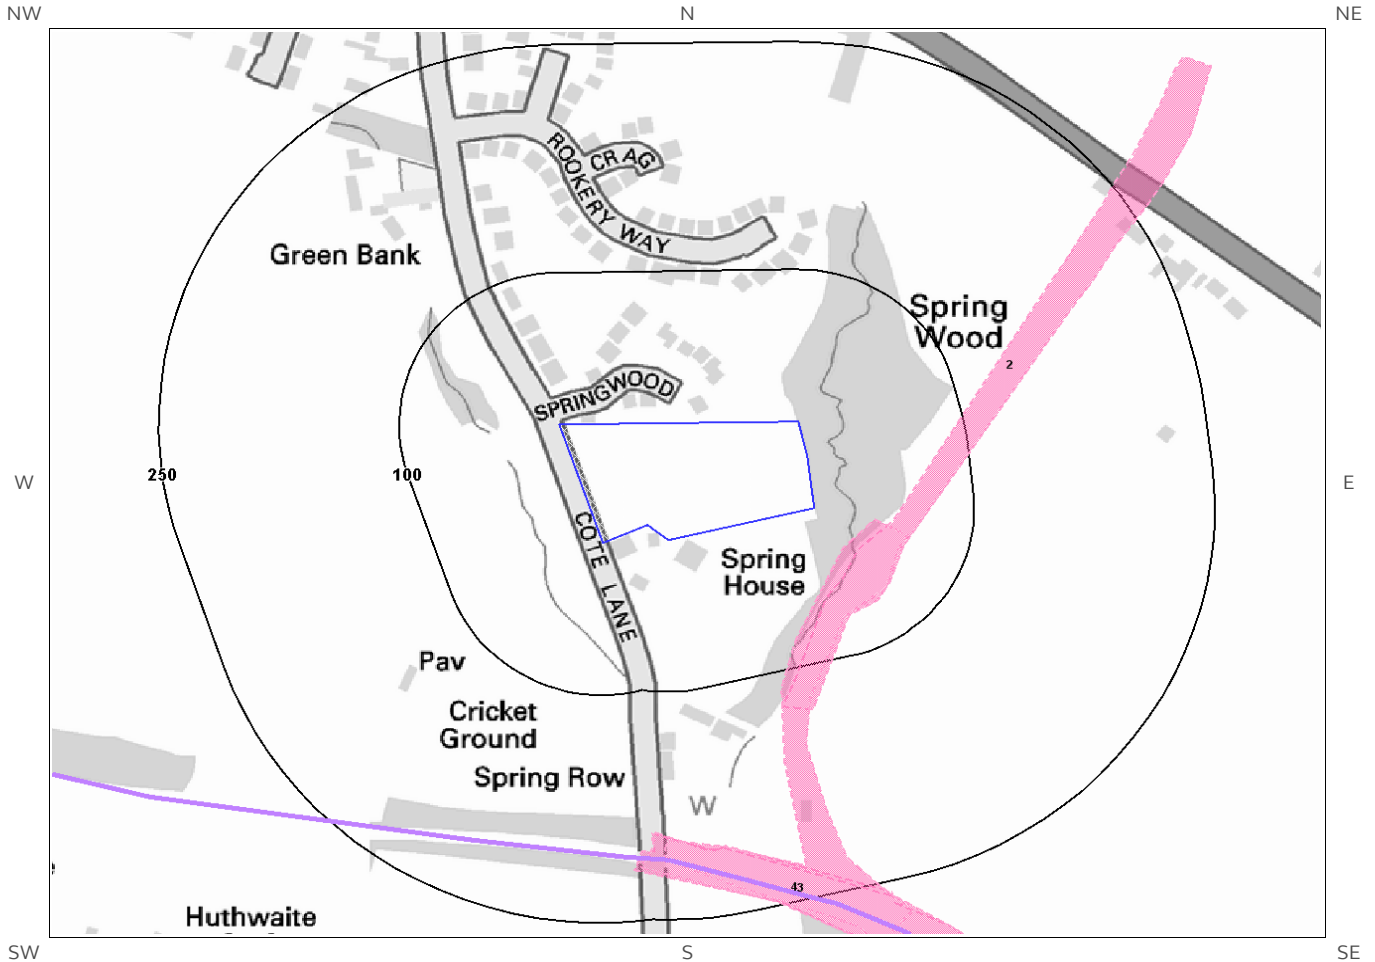 NW
N
NE
ROOKERY WAY
CRAG
Green Bank
Spring
Wood
2
SPRINGWOOD
250
100
W
E
COTE LANE
Spring
House
Pav
Cricket
Ground
Spring Row
W
43
Huthwaite
SW
S
SE